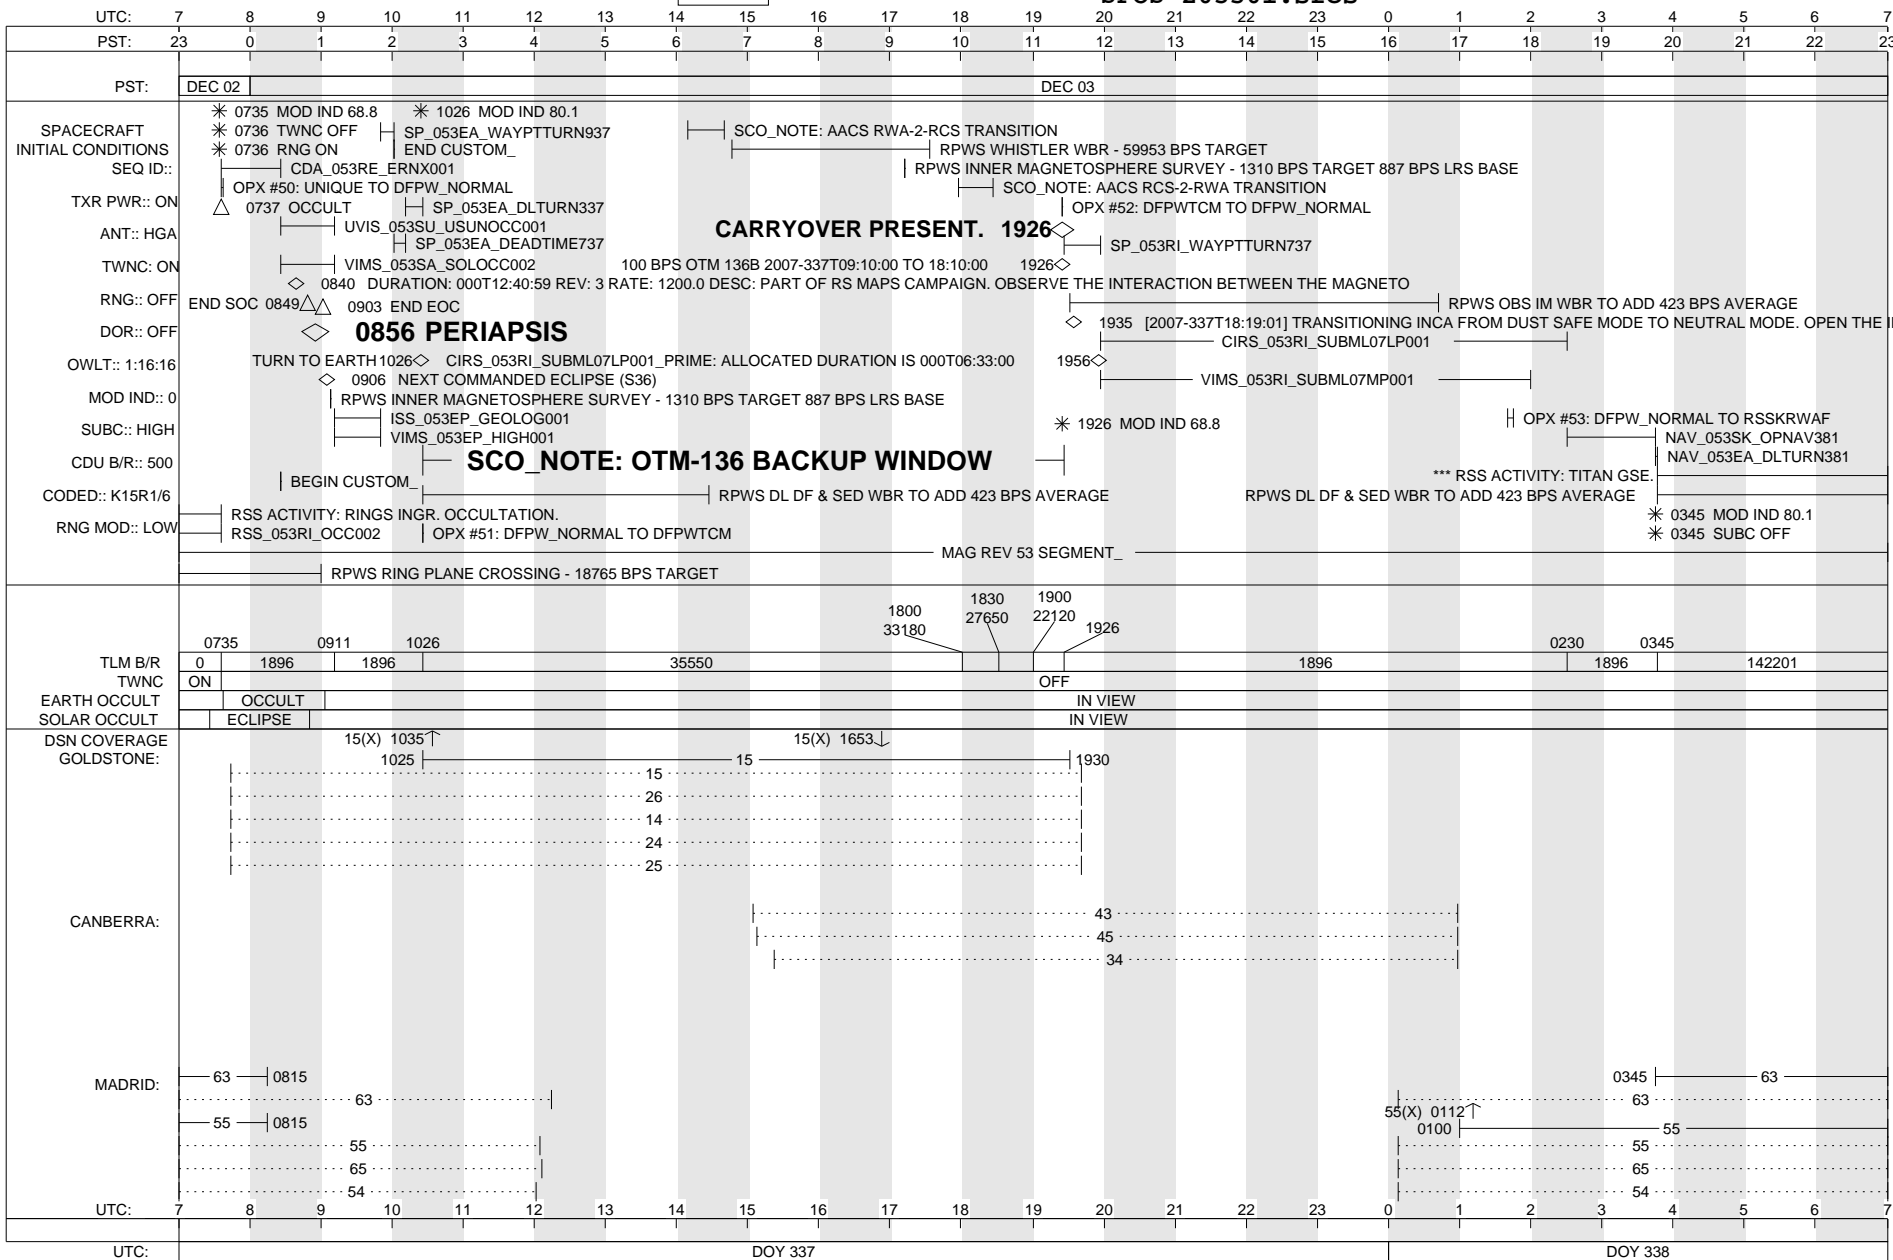 UTC: 7 8 9 10 11 12 13 14 15 16 17 18 19 20 21 22 23 0 1 2 3 4 5 6 7
PST: 23 0 1 2 3 4 5 6 7 8 9 10 11 12 13 14 15 16 17 18 19 20 21 22 23
PST: DEC 02 DEC 03
0735 MOD IND 68.8 1026 MOD IND 80.1
SPACECRAFT 0736 TWNC OFF SP_053EA_WAYPTTURN937 SCO_NOTE: AACS RWA-2-RCS TRANSITION
INITIAL CONDITIONS 0736 RNG ON END CUSTOM_ RPWS WHISTLER WBR - 59953 BPS TARGET
SEQ ID:: CDA_053RE_ERNX001 RPWS INNER MAGNETOSPHERE SURVEY - 1310 BPS TARGET 887 BPS LRS BASE
OPX #50: UNIQUE TO DFPW_NORMAL SCO_NOTE: AACS RCS-2-RWA TRANSITION
TXR PWR:: ON 0737 OCCULT SP_053EA_DLTURN337 OPX #52: DFPWTCM TO DFPW_NORMAL
ANT:: HGA UVIS_053SU_USUNOCC001 CARRYOVER PRESENT. 1926
SP_053EA_DEADTIME737 SP_053RI_WAYPTTURN737
TWNC: ON VIMS_053SA_SOLOCC002 100 BPS OTM 136B 2007-337T09:10:00 TO 18:10:00 1926
0840 DURATION: 000T12:40:59 REV: 3 RATE: 1200.0 DESC: PART OF RS MAPS CAMPAIGN. OBSERVE THE INTERACTION BETWEEN THE MAGNETO
RNG:: OFF END SOC 0849 0903 END EOC RPWS OBS IM WBR TO ADD 423 BPS AVERAGE
DOR:: OFF 0856 PERIAPSIS 1935 [2007-337T18:19:01] TRANSITIONING INCA FROM DUST SAFE MODE TO NEUTRAL MODE. OPEN THE
CIRS_053RI_SUBML07LP001
OWLT:: 1:16:16 TURN TO EARTH 1026 CIRS_053RI_SUBML07LP001_PRIME: ALLOCATED DURATION IS 000T06:33:00 1956
0906 NEXT COMMANDED ECLIPSE (S36) VIMS_053RI_SUBML07MP001
MOD IND:: 0 RPWS INNER MAGNETOSPHERE SURVEY - 1310 BPS TARGET 887 BPS LRS BASE
ISS_053EP_GEOLOG001 1926 MOD IND 68.8 OPX #53: DFPW_NORMAL TO RSSKRWAF
SUBC:: HIGH VIMS_053EP_HIGH001 NAV_053SK_OPNAV381
CDU B/R:: 500 SCO_NOTE: OTM-136 BACKUP WINDOW NAV_053EA_DLTURN381
BEGIN CUSTOM_ *** RSS ACTIVITY: TITAN GSE.
CODED:: K15R1/6 RPWS DL DF & SED WBR TO ADD 423 BPS AVERAGE RPWS DL DF & SED WBR TO ADD 423 BPS AVERAGE
RSS ACTIVITY: RINGS INGR. OCCULTATION. 0345 MOD IND 80.1
RNG MOD:: LOW RSS_053RI_OCC002 OPX #51: DFPW_NORMAL TO DFPWTCM 0345 SUBC OFF
MAG REV 53 SEGMENT_
RPWS RING PLANE CROSSING - 18765 BPS TARGET
1800 1830 1900
33180 27650 22120
0735 0911 1026 1926 0230 0345
TLM B/R 0 1896 1896 35550 1896 1896 142201
TWNC ON OFF
EARTH OCCULT OCCULT IN VIEW
SOLAR OCCULT ECLIPSE IN VIEW
DSN COVERAGE 15(X) 1035 15(X) 1653
GOLDSTONE: 1025 15 1930
15
26
14
24
25
CANBERRA: 43
45
34
MADRID: 63 0815 0345 63
63 63
55(X) 0112
55 0815 0100 55
55 55
65 65
54 54
UTC: 7 8 9 10 11 12 13 14 15 16 17 18 19 20 21 22 23 0 1 2 3 4 5 6 7
UTC: DOY 337 DOY 338